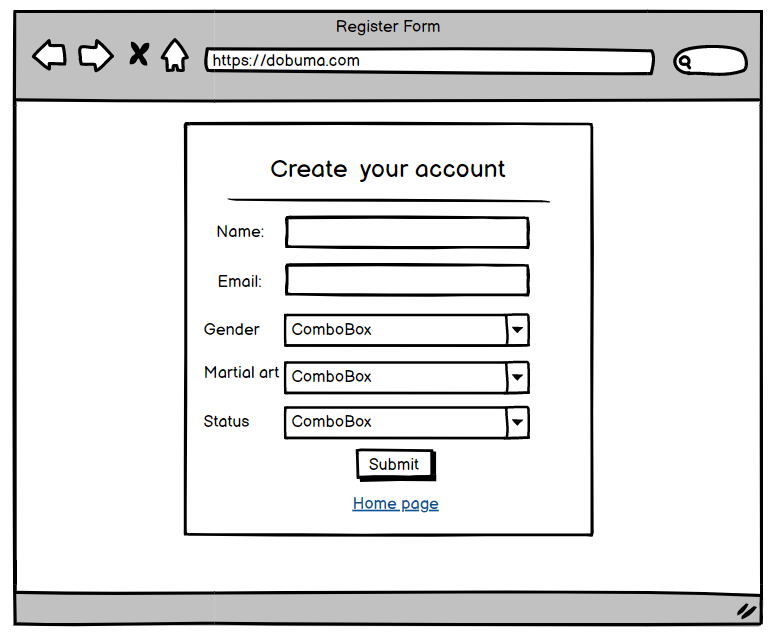 Register Form
https://dobuma.com
Create your account
Name:
Email:
Gender ComboBox
Martial art ComboBox
Status ComboBox
Submit
Home page